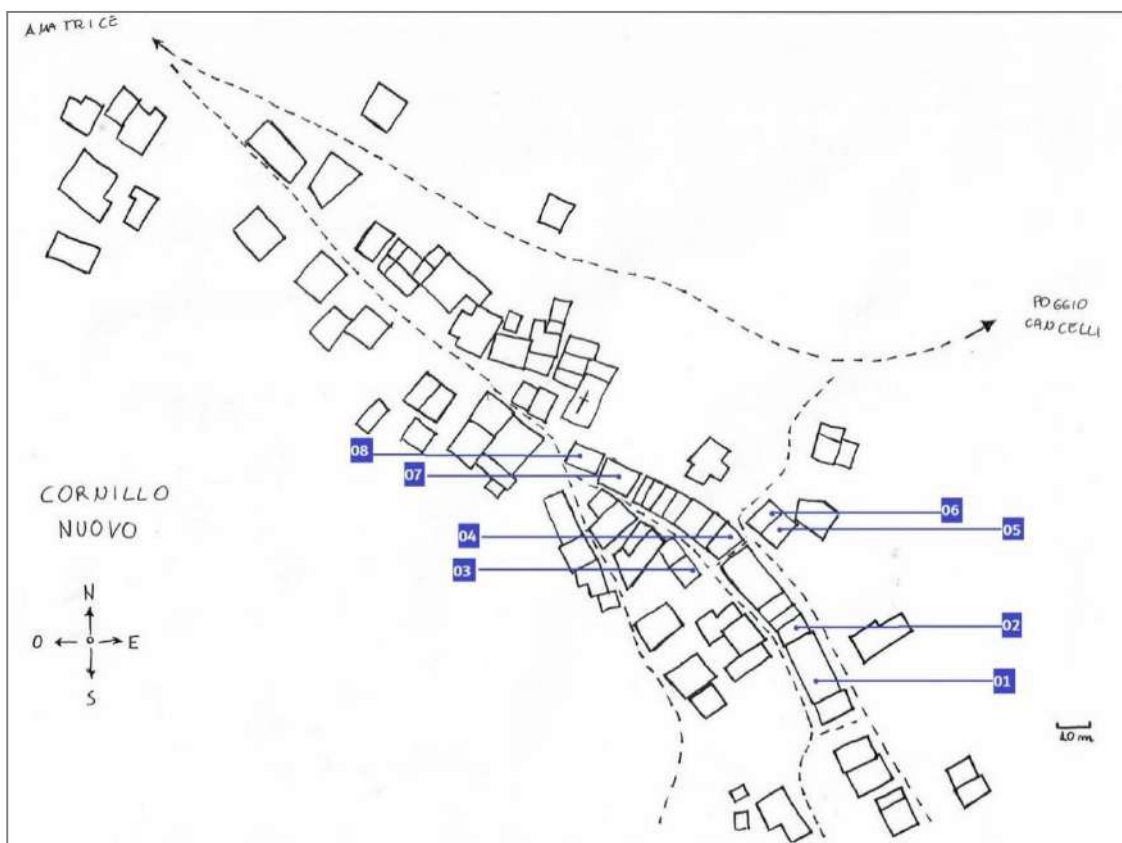 AMATRICE
POGGIO
CANCELLI
08
07
06
05
04
03
CORNILLO
NUOVO
N
O
E
S
02
01
10 m